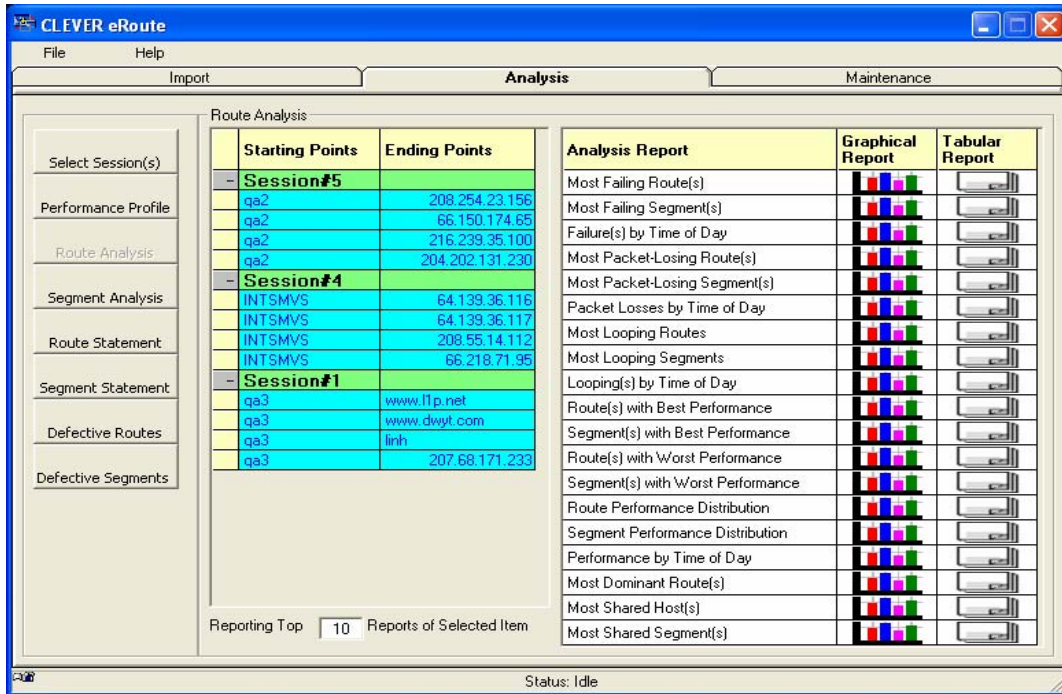 CLEVER eRoute
File Help
Import Analysis Maintenance
Select Session(s)
Performance Profile
Route Analysis
Segment Analysis
Route Statement
Segment Statement
Defective Routes
Defective Segments
Route Analysis
Starting Points Ending Points
Session#5
qa2 208.254.23.156
qa2 66.150.174.65
qa2 216.239.35.100
qa2 204.202.131.230
Session#4
INTSMVS 64.139.36.116
INTSMVS 64.139.36.117
INTSMVS 208.55.14.112
INTSMVS 66.218.71.95
Session#1
qa3 www.l1p.net
qa3 www.dwyt.com
qa3 linh
qa3 207.68.171.233
Reporting Top 10 Reports of Selected Item
Analysis Report Graphical Report Tabular Report
Most Failing Route(s)
Most Failing Segment(s)
Failure(s) by Time of Day
Most Packet-Losing Route(s)
Most Packet-Losing Segment(s)
Packet Losses by Time of Day
Most Looping Routes
Most Looping Segments
Looping(s) by Time of Day
Route(s) with Best Performance
Segment(s) with Best Performance
Route(s) with Worst Performance
Segment(s) with Worst Performance
Route Performance Distribution
Segment Performance Distribution
Performance by Time of Day
Most Dominant Route(s)
Most Shared Host(s)
Most Shared Segment(s)
Status: Idle